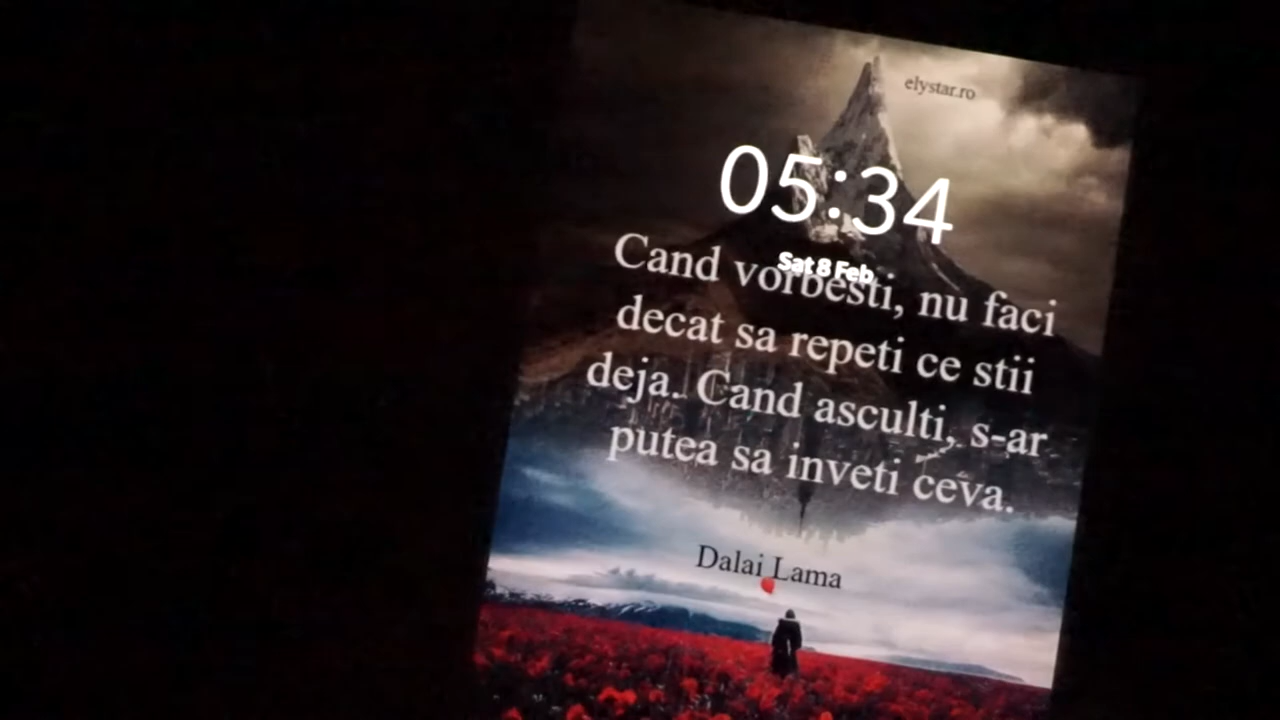 elystar.ro
05:34
Sat 8 Feb
Cand vorbesti, nu faci
decat sa repeti ce stii
deja. Cand asculti, s-ar
putea sa inveti ceva.
Dalai Lama